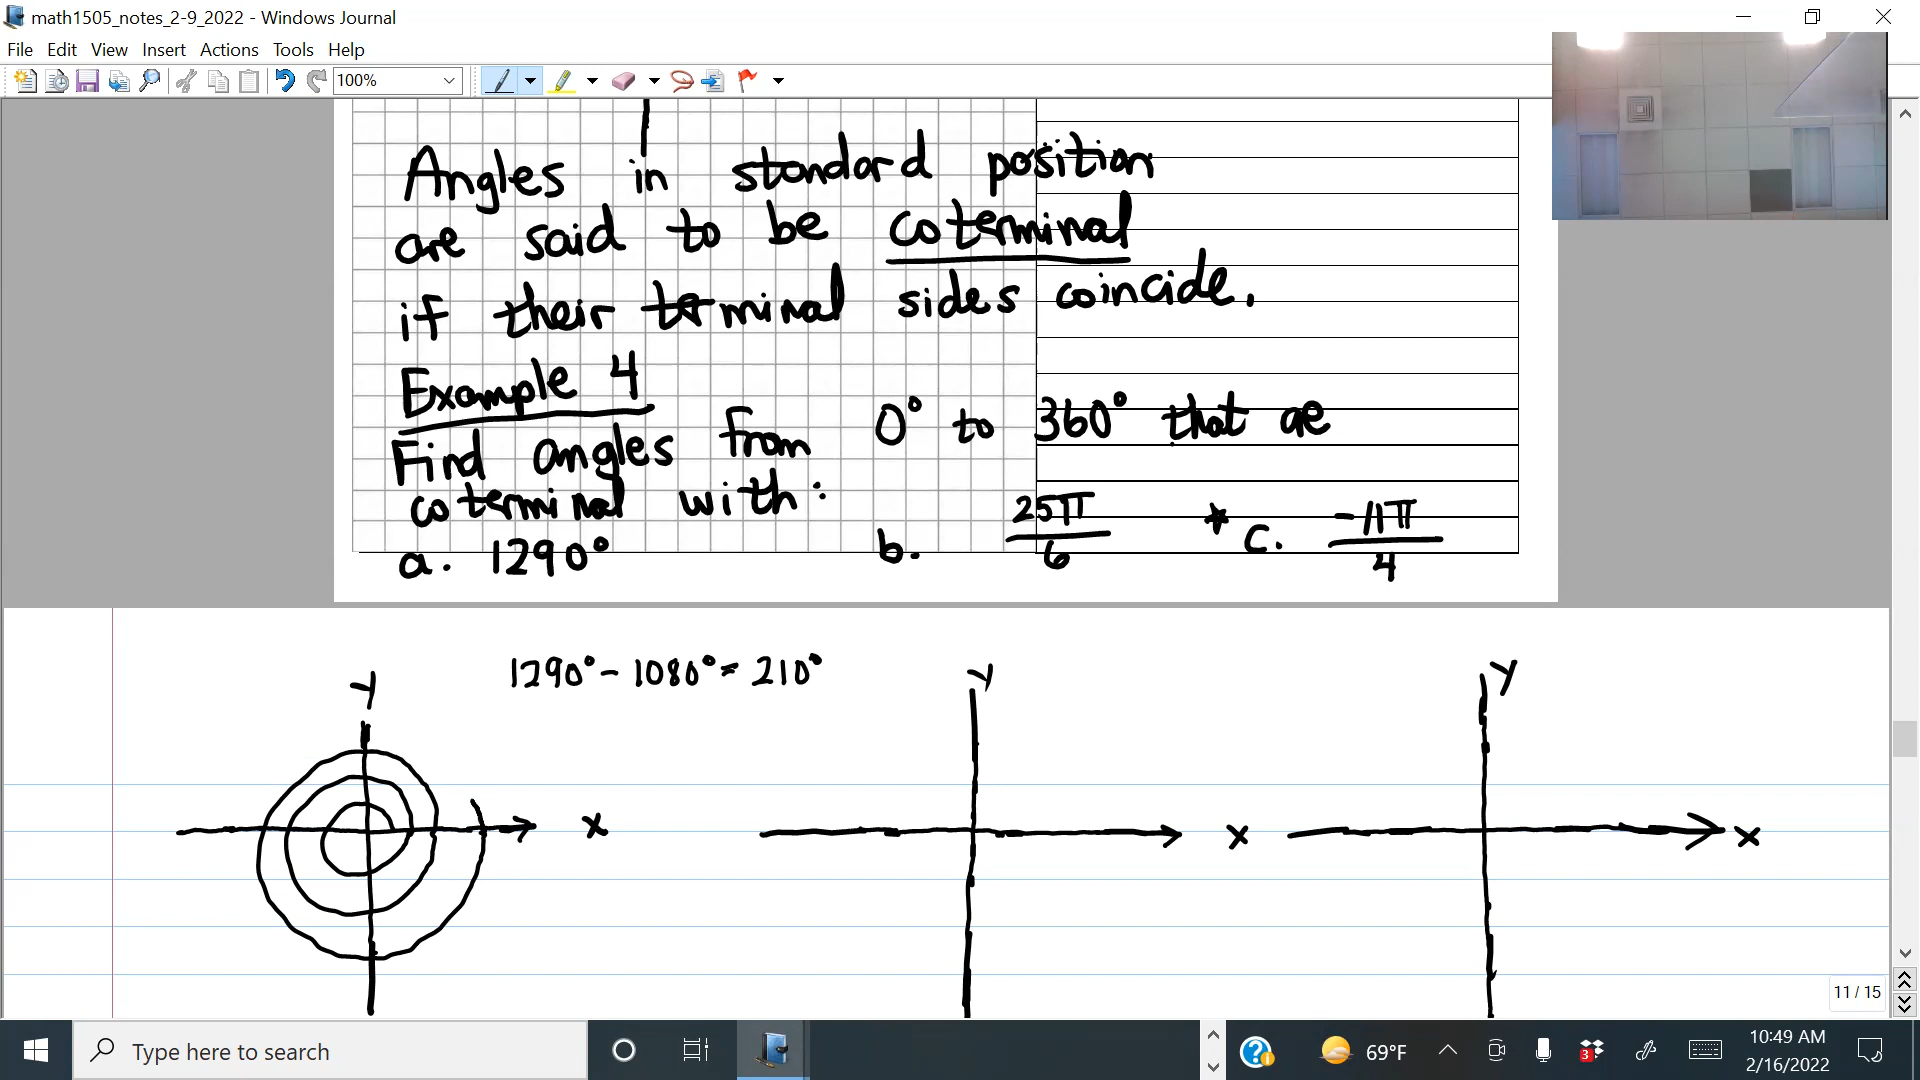 math1505_notes_2-9_2022 - Windows Journal
File Edit View Insert Actions Tools Help
100%
Angles in standard position
are said to be coterminal
if their terminal sides coincide.
Example 4
Find angles from 0° to 360° that are
coterminal with:
a. 1290° b. 25π/6 * c. -11π/4
1290° - 1080° = 210°
y y y
x x x
11 / 15
Type here to search
69°F
3
10:49 AM
2/16/2022